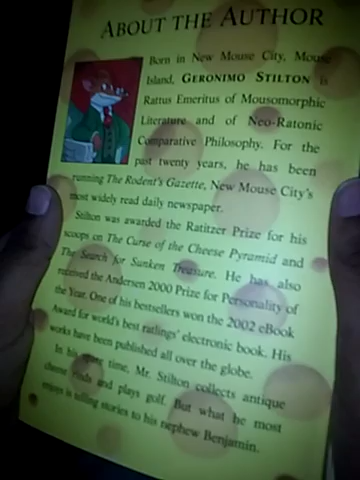 ABOUT THE AUTHOR
Born in New Mouse City, Mouse
Island, GERONIMO STILTON is
Rattus Emeritus of Mousomorphic
Literature and of Neo-Ratonic
Comparative Philosophy. For the
past twenty years, he has been
running The Rodent's Gazette, New Mouse City's
most widely read daily newspaper.
Stilton was awarded the Ratitzer Prize for his
scoops on The Curse of the Cheese Pyramid and
The Search for Sunken Treasure. He has also
received the Andersen 2000 Prize for Personality of
the Year. One of his bestsellers won the 2002 eBook
Award for world's best ratlings' electronic book. His
works have been published all over the globe.
In his spare time, Mr. Stilton collects antique
cheese rinds and plays golf. But what he most
enjoys is telling stories to his nephew Benjamin.